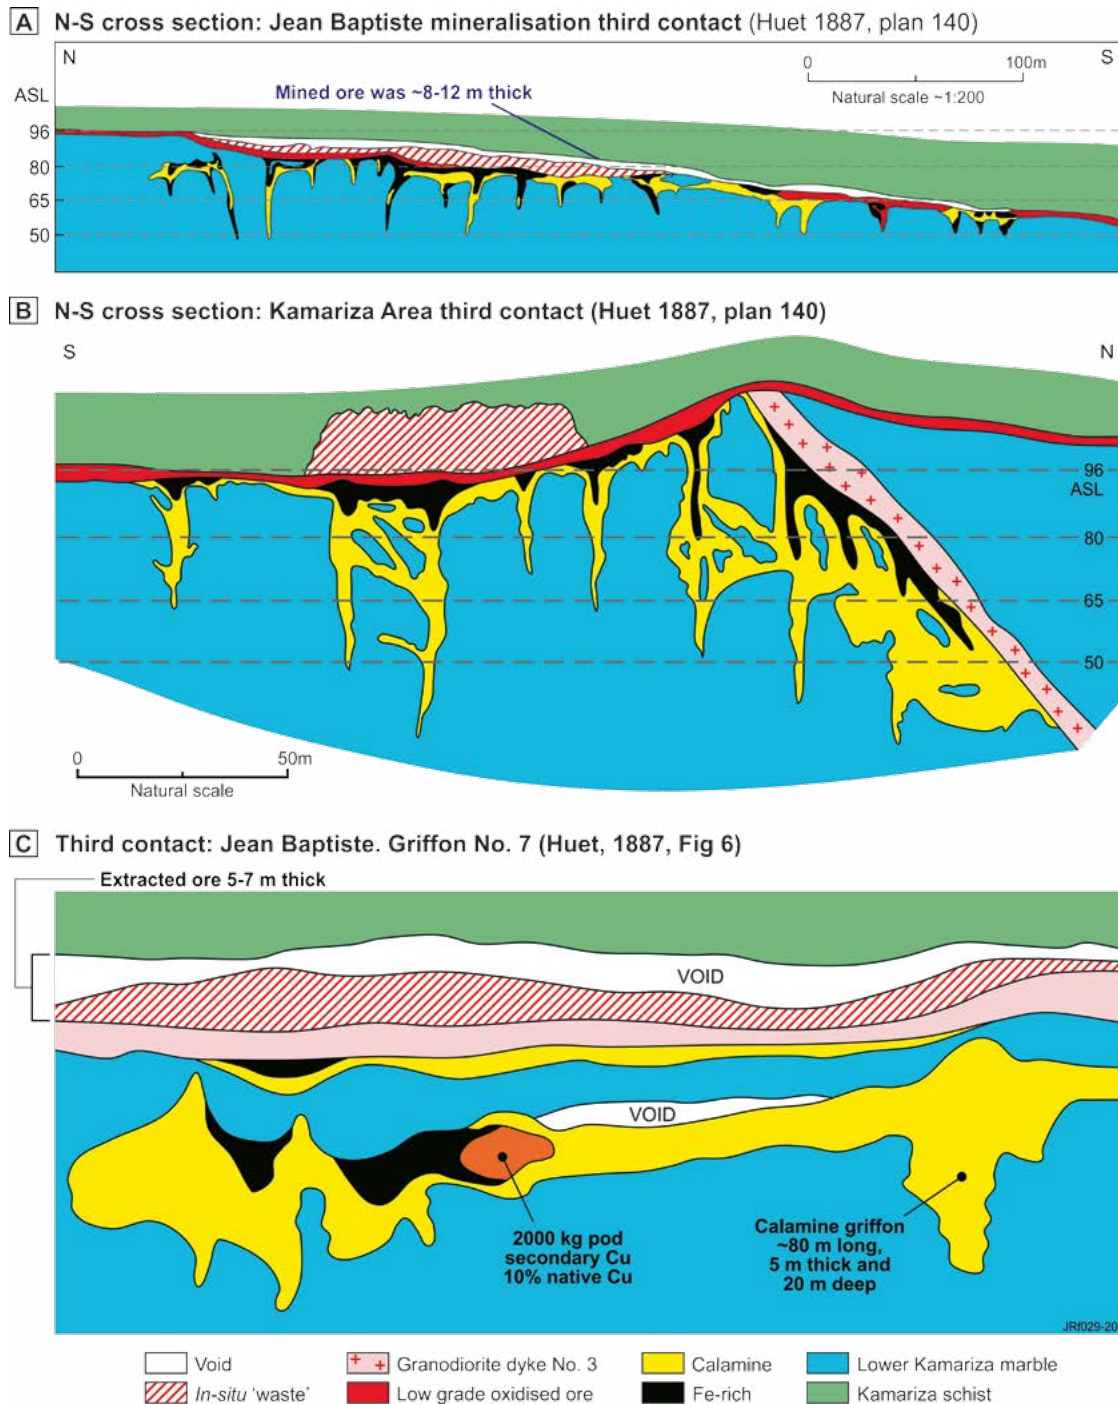 A N-S cross section: Jean Baptiste mineralisation third contact (Huet 1887, plan 140)
N
S
0 100m
Natural scale ~1:200
ASL
Mined ore was ~8-12 m thick
96
80
65
50
B N-S cross section: Kamariza Area third contact (Huet 1887, plan 140)
S
N
96
ASL
80
65
50
0 50m
Natural scale
C Third contact: Jean Baptiste. Griffon No. 7 (Huet, 1887, Fig 6)
Extracted ore 5-7 m thick
VOID
VOID
2000 kg pod
secondary Cu
10% native Cu
Calamine griffon
~80 m long,
5 m thick and
20 m deep
JRf029-20
Void
Granodiorite dyke No. 3
Calamine
Lower Kamariza marble
In-situ 'waste'
Low grade oxidised ore
Fe-rich
Kamariza schist